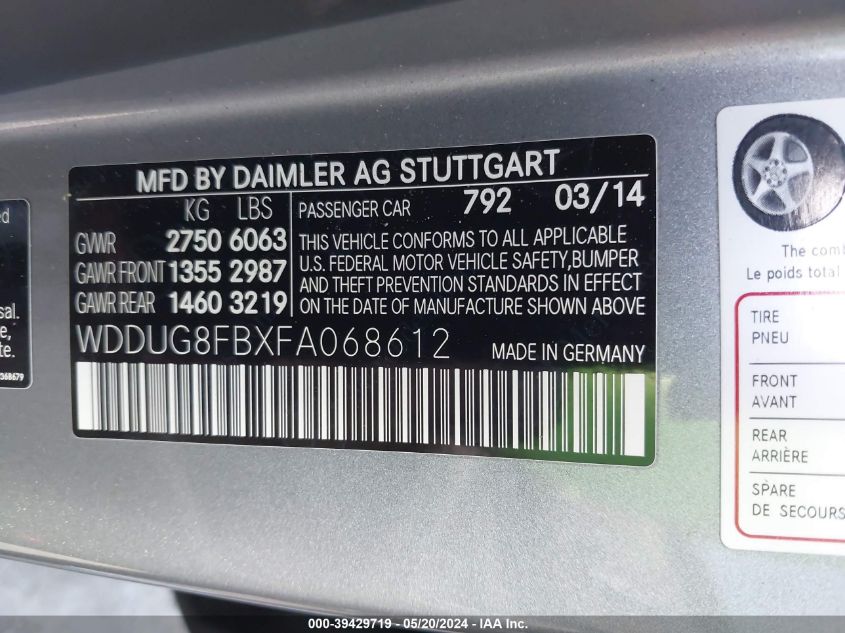 MFD BY DAIMLER AG STUTTGART
KG LBS
GVWR 2750 6063
GAWR FRONT 1355 2987
GAWR REAR 1460 3219
PASSENGER CAR 792 03/14
THIS VEHICLE CONFORMS TO ALL APPLICABLE
U.S. FEDERAL MOTOR VEHICLE SAFETY,BUMPER
AND THEFT PREVENTION STANDARDS IN EFFECT
ON THE DATE OF MANUFACTURE SHOWN ABOVE
WDDUG8FBXFA068612 MADE IN GERMANY
Le poids total
TIRE
PNEU
FRONT
AVANT
REAR
ARRIÈRE
SPARE
DE SECOURS
000-39429719 - 05/20/2024 - IAA Inc.